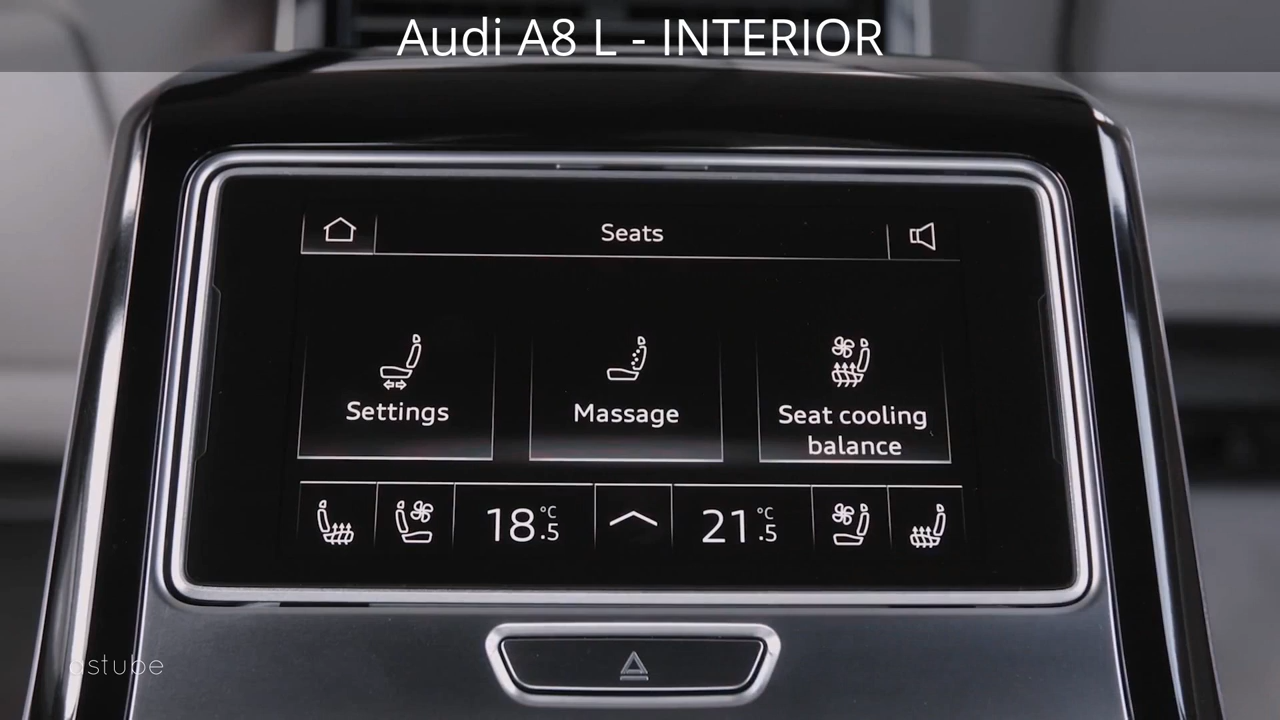 Audi A8 L - INTERIOR
Seats
Settings
Massage
Seat cooling
balance
18.5 °C
21.5 °C
astube